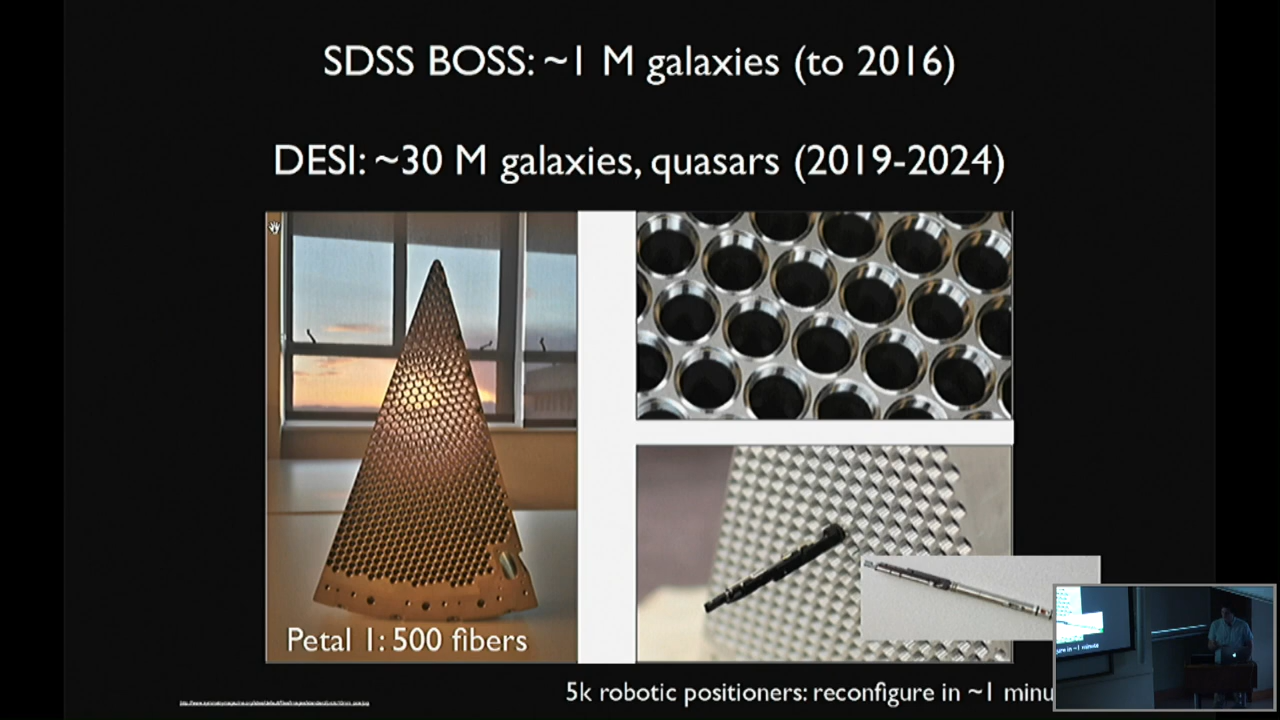 SDSS BOSS: ~1 M galaxies (to 2016)
DESI: ~30 M galaxies, quasars (2019-2024)
Petal 1: 500 fibers
5k robotic positioners: reconfigure in ~1 minu